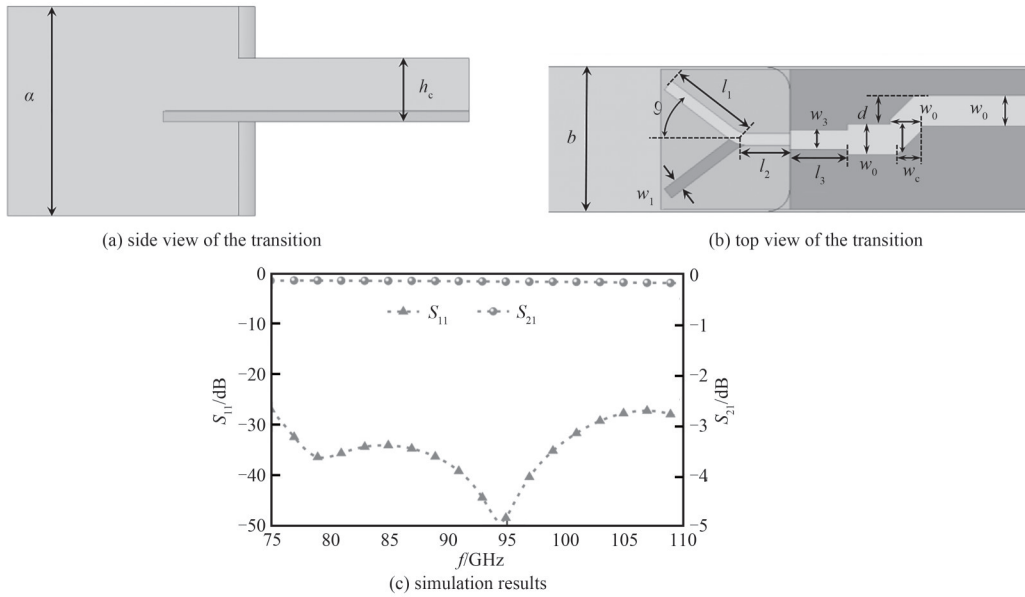 α
h_c
(a) side view of the transition
b
9
l_1
w_1
l_2
w_3
l_3
d
w_0
w_0
w_0
w_c
(b) top view of the transition
0
−10
−20
−30
−40
−50
S_11/dB
S_11
S_21
0
−1
−2
−3
−4
−5
S_21/dB
75 80 85 90 95 100 105 110
f/GHz
(c) simulation results